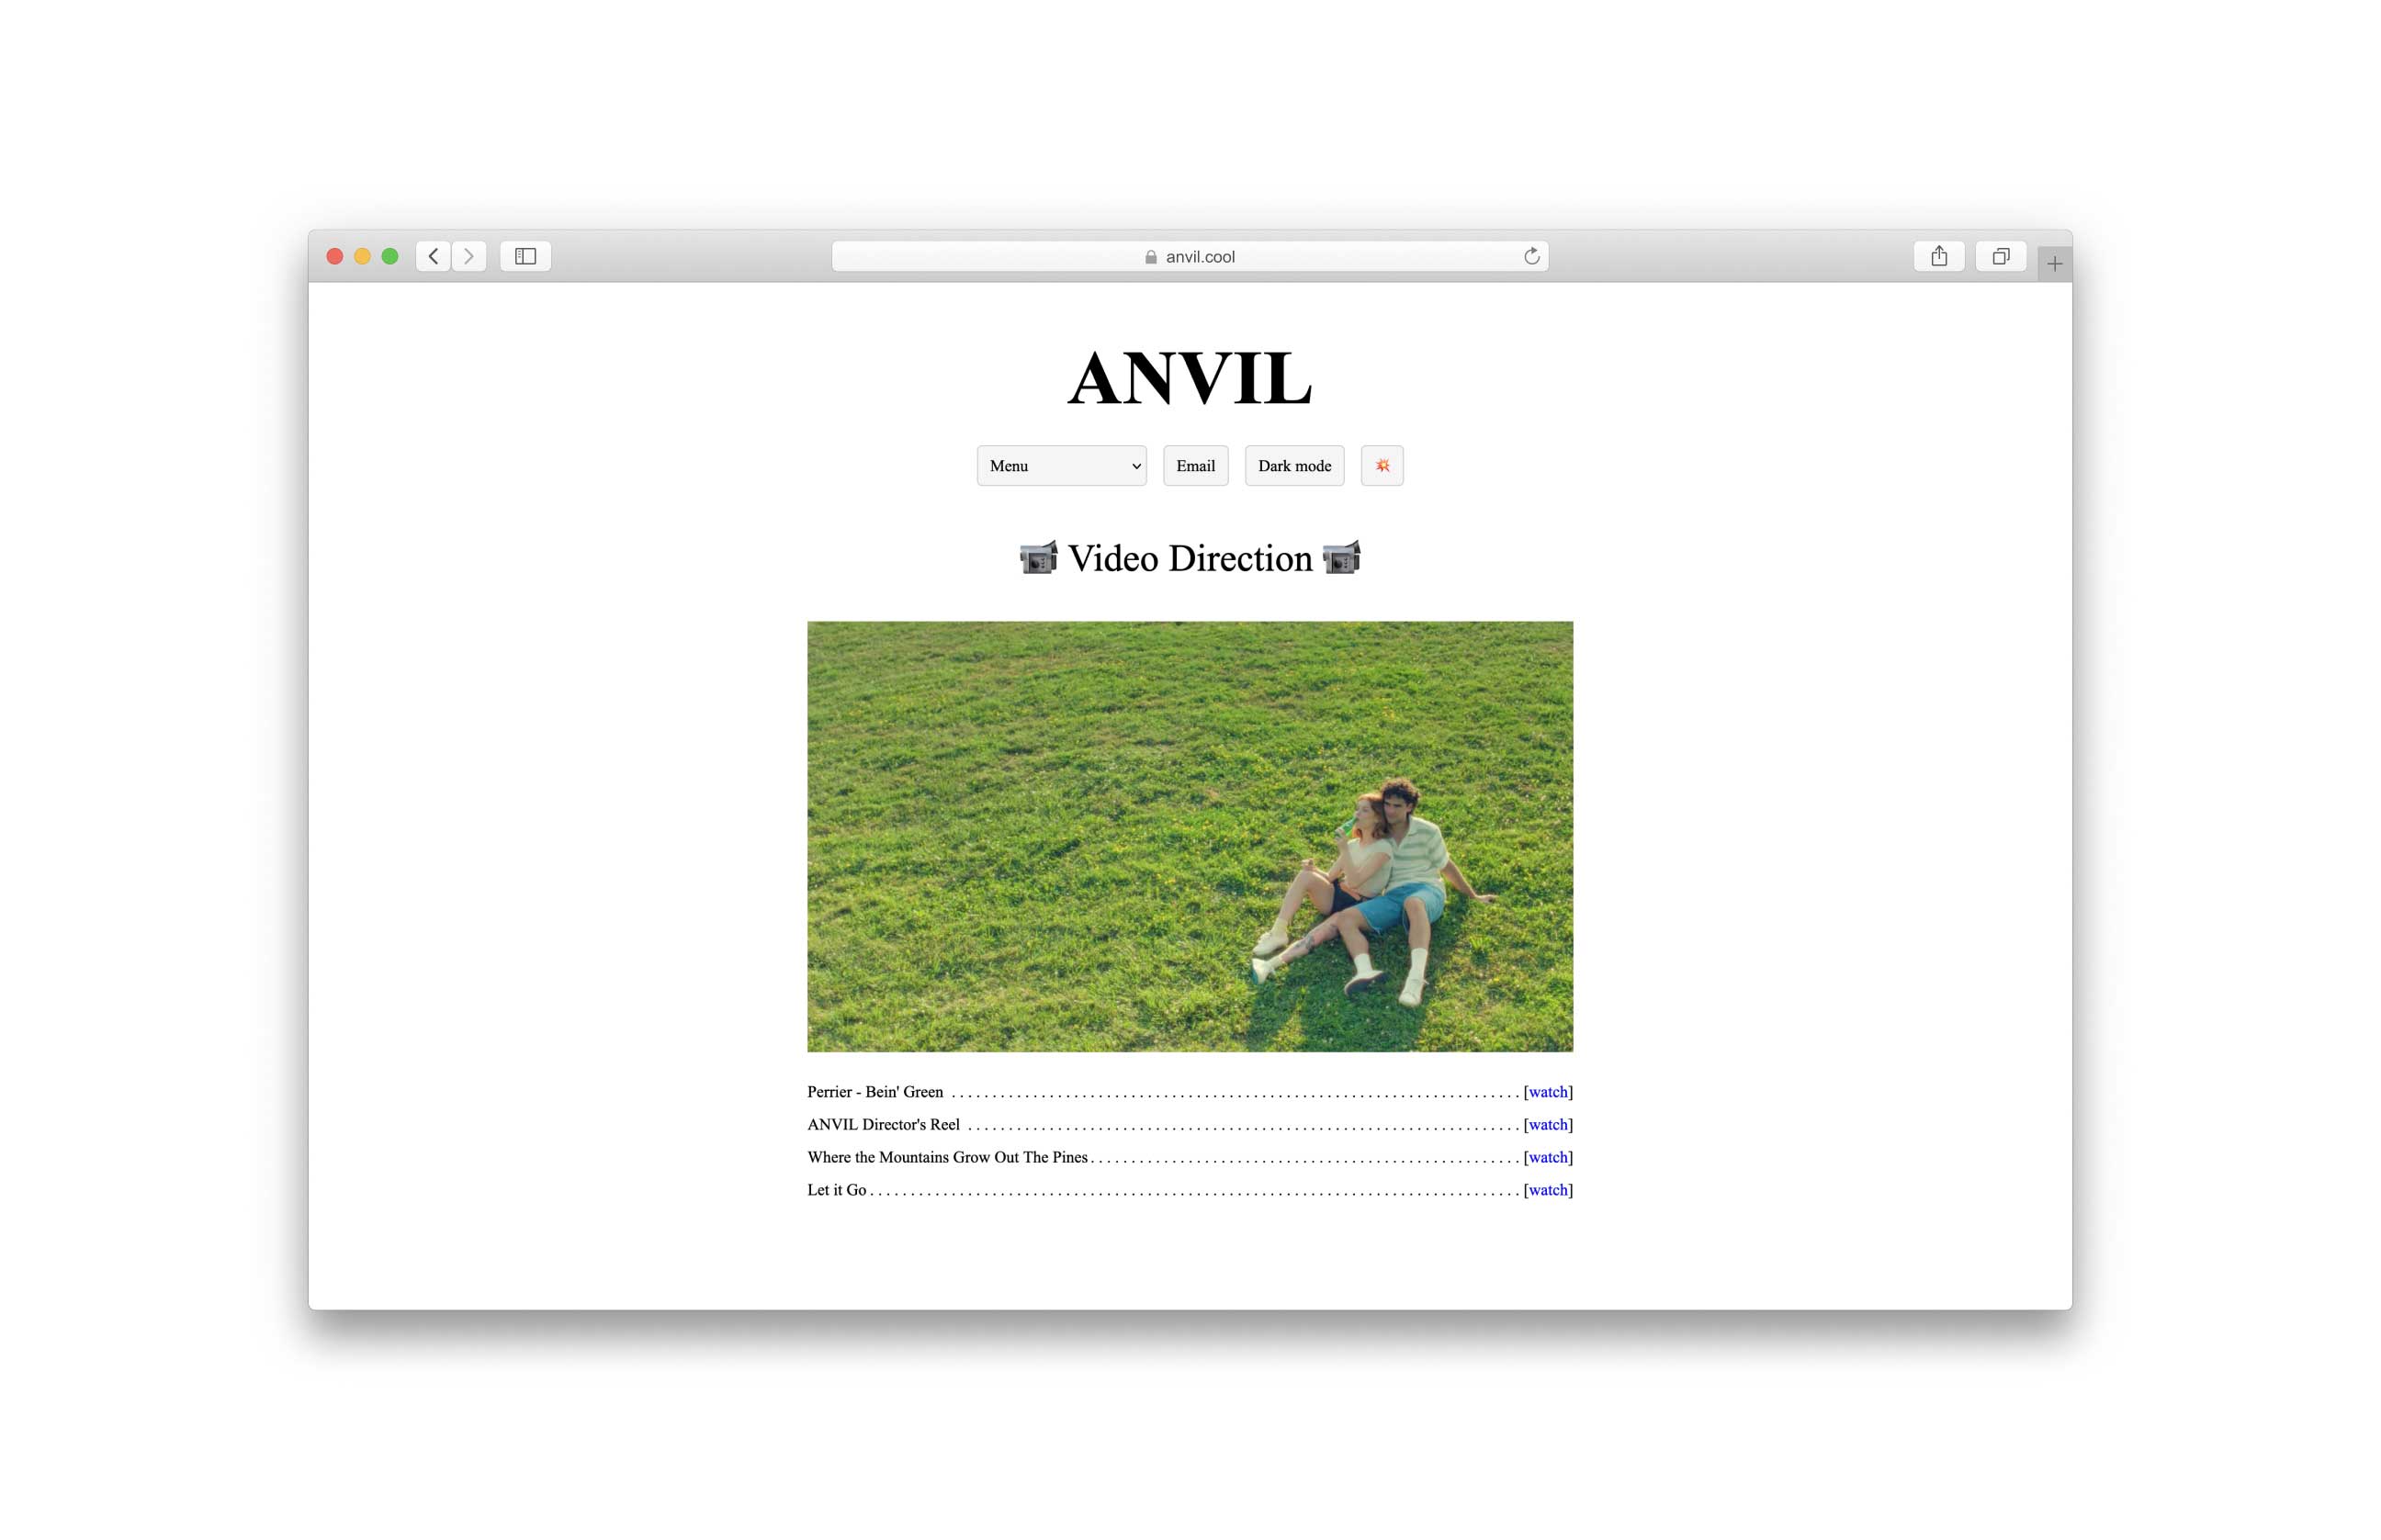 anvil.cool
ANVIL
Menu Email Dark mode 💥
📹 Video Direction 📹
Perrier - Bein' Green . . . . . . . . . . . . . . . . . . . . . . . . . . . . . . . . . . . . . . . . [watch]
ANVIL Director's Reel . . . . . . . . . . . . . . . . . . . . . . . . . . . . . . . . . . . . . . . . [watch]
Where the Mountains Grow Out The Pines . . . . . . . . . . . . . . . . . . . . . . . . . . . . . . [watch]
Let it Go . . . . . . . . . . . . . . . . . . . . . . . . . . . . . . . . . . . . . . . . . . . . . . [watch]